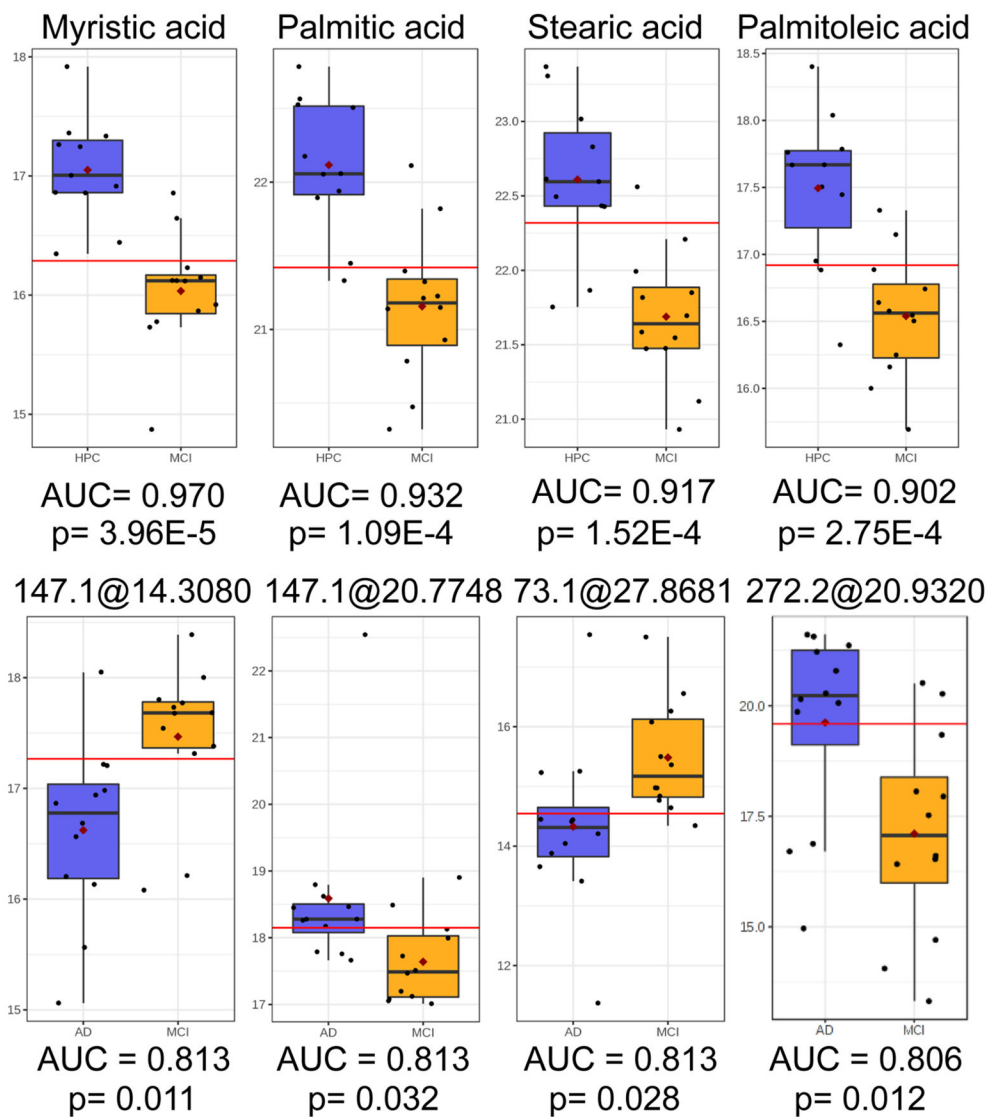 Myristic acid Palmitic acid Stearic acid Palmitoleic acid
18 17 16 15
22 21
23.0 22.5 22.0 21.5 21.0
18.5 18.0 17.5 17.0 16.5 16.0
HPC MCI HPC MCI HPC MCI HPC MCI
AUC= 0.970 AUC= 0.932 AUC= 0.917 AUC= 0.902
p= 3.96E-5 p= 1.09E-4 p= 1.52E-4 p= 2.75E-4
147.1@14.3080 147.1@20.7748 73.1@27.8681 272.2@20.9320
18 17 16 15
22 21 20 19 18 17
16 14 12
20.0 17.5 15.0
AD MCI AD MCI AD MCI AD MCI
AUC = 0.813 AUC = 0.813 AUC = 0.813 AUC = 0.806
p= 0.011 p= 0.032 p= 0.028 p= 0.012